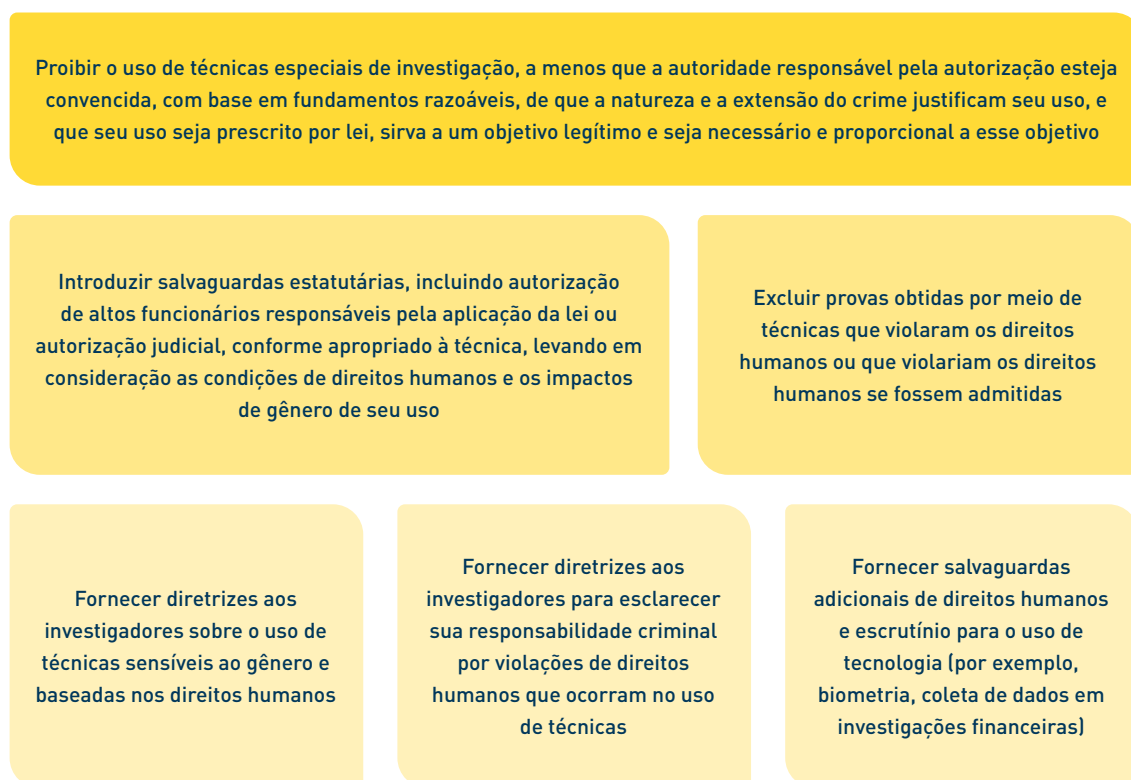 Proibir o uso de técnicas especiais de investigação, a menos que a autoridade responsável pela autorização esteja
convencida, com base em fundamentos razoáveis, de que a natureza e a extensão do crime justificam seu uso, e
que seu uso seja prescrito por lei, sirva a um objetivo legítimo e seja necessário e proporcional a esse objetivo
Introduzir salvaguardas estatutárias, incluindo autorização
de altos funcionários responsáveis pela aplicação da lei ou
autorização judicial, conforme apropriado à técnica, levando em
consideração as condições de direitos humanos e os impactos
de gênero de seu uso
Excluir provas obtidas por meio de
técnicas que violaram os direitos
humanos ou que violariam os direitos
humanos se fossem admitidas
Fornecer diretrizes aos
investigadores sobre o uso de
técnicas sensíveis ao gênero e
baseadas nos direitos humanos
Fornecer diretrizes aos
investigadores para esclarecer
sua responsabilidade criminal
por violações de direitos
humanos que ocorram no uso
de técnicas
Fornecer salvaguardas
adicionais de direitos humanos
e escrutínio para o uso de
tecnologia (por exemplo,
biometria, coleta de dados em
investigações financeiras)